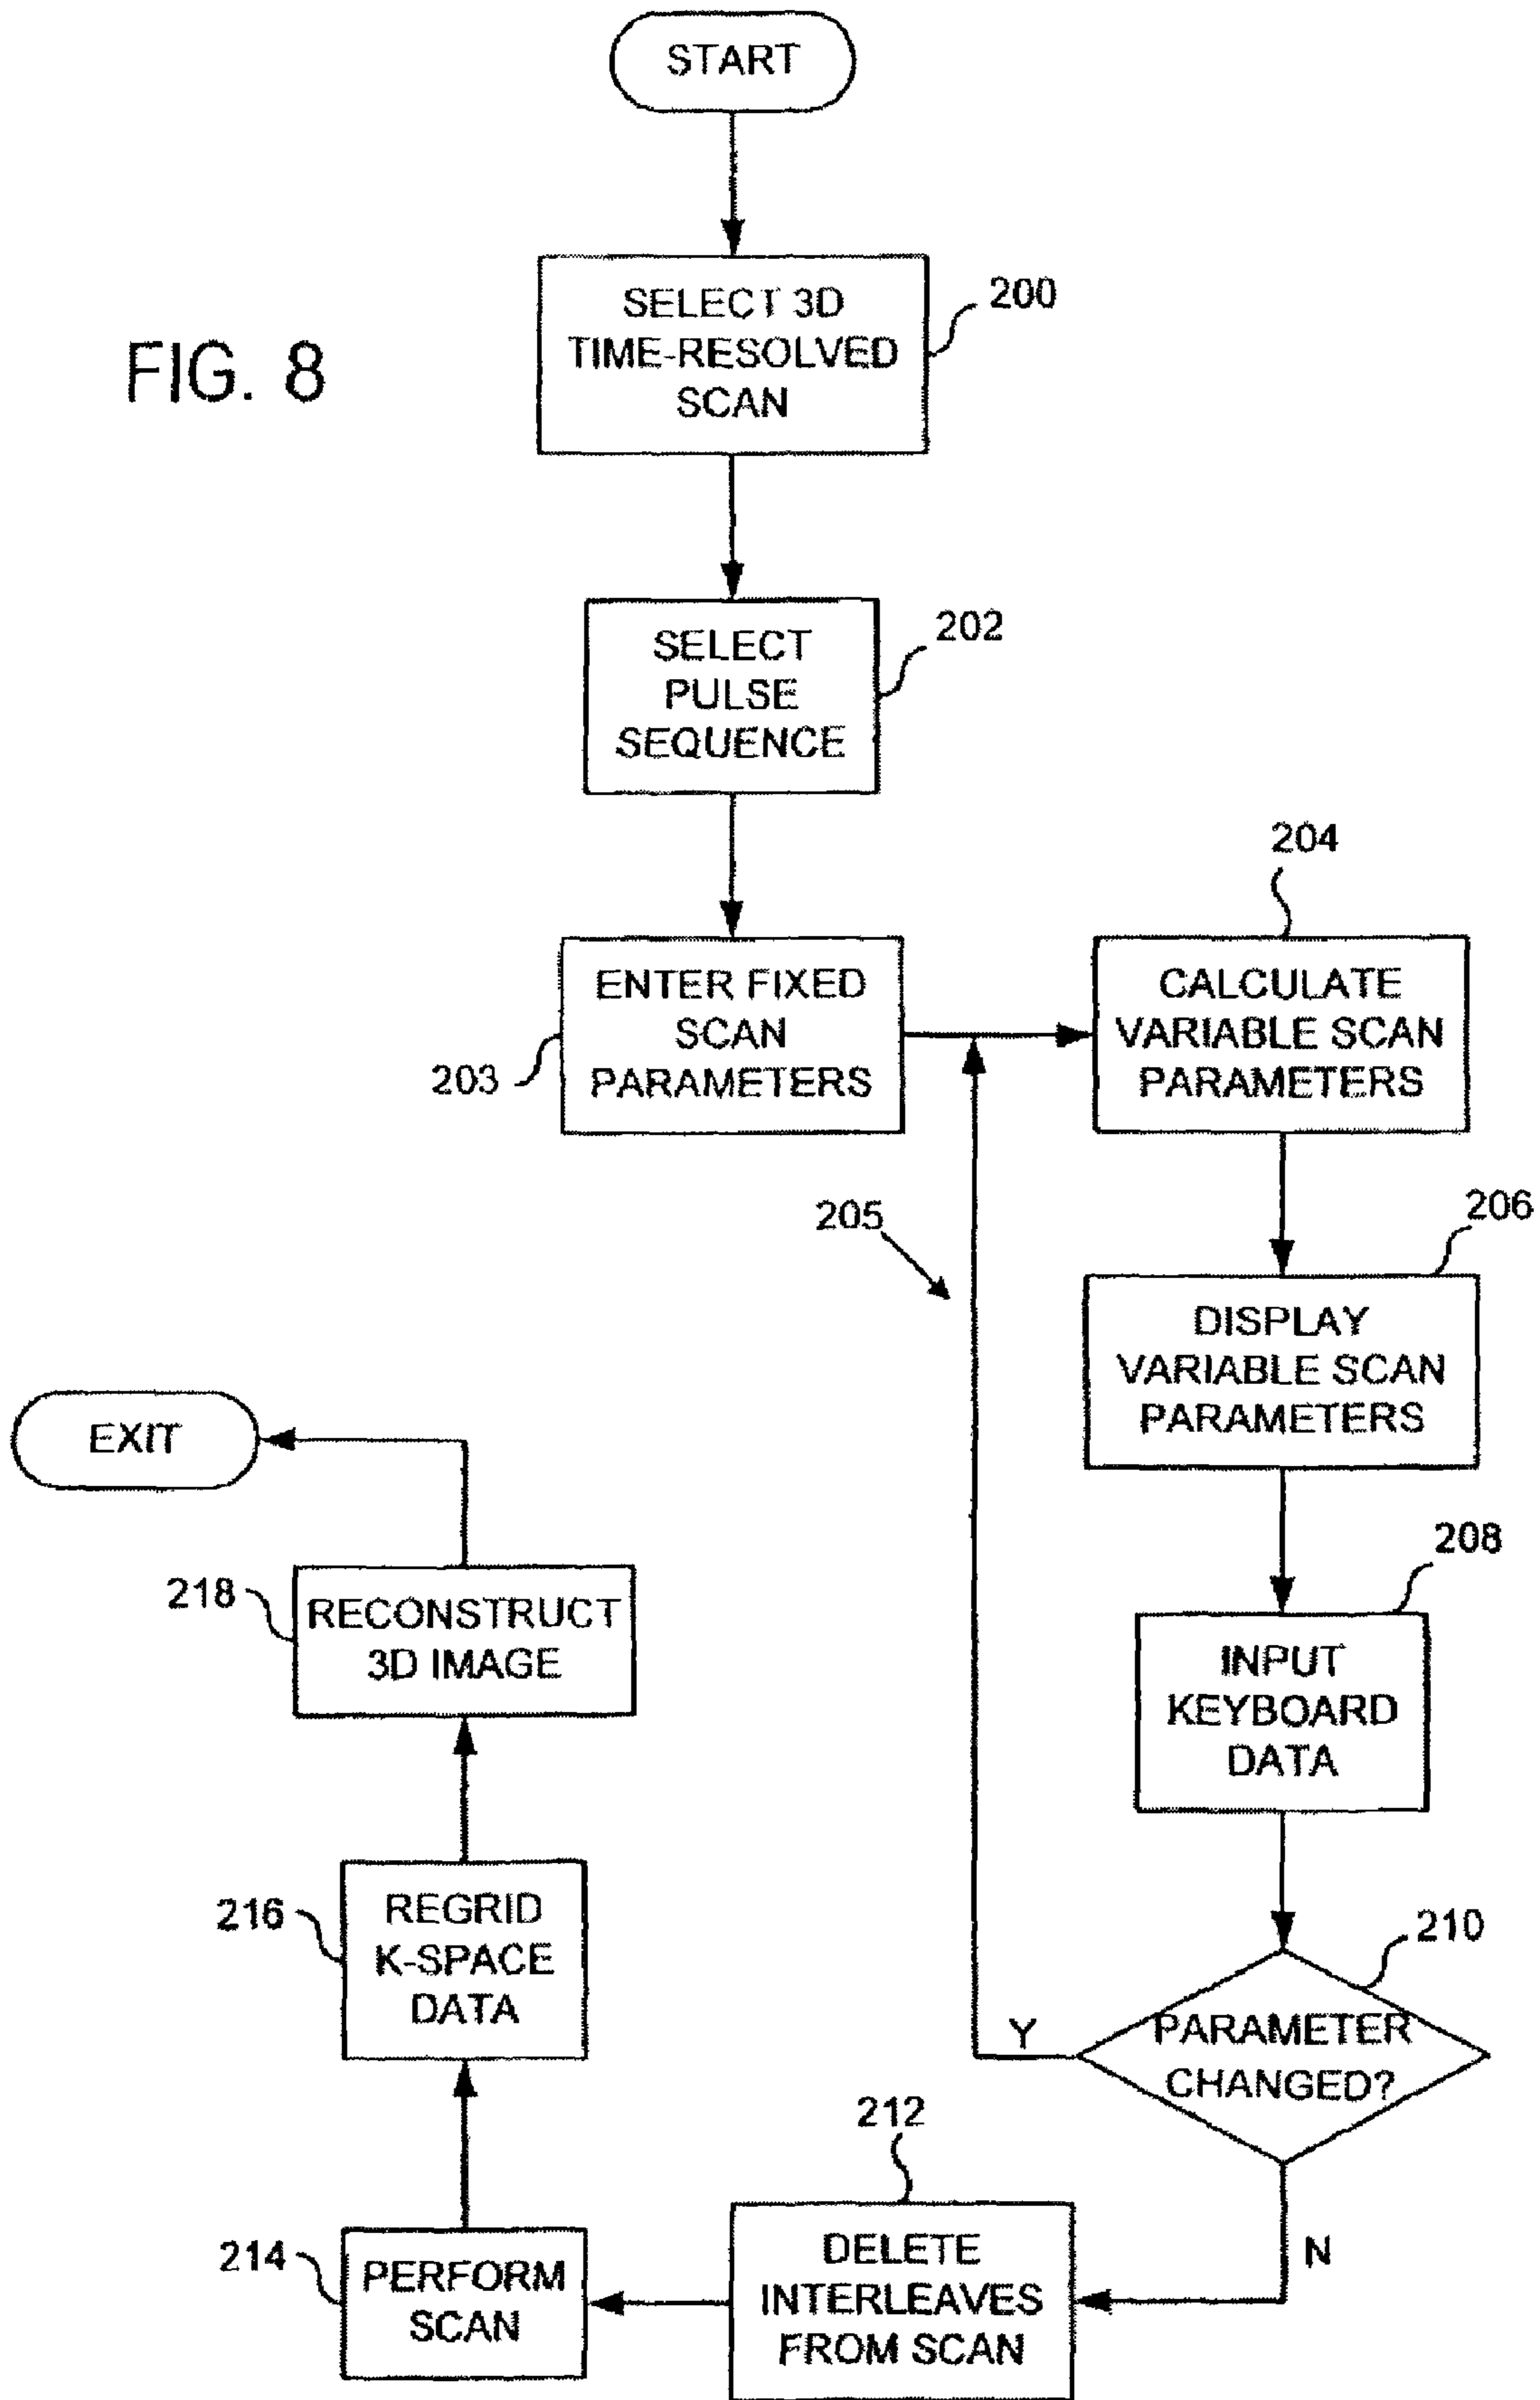 START
FIG. 8
SELECT 3D
TIME-RESOLVED
SCAN
200
SELECT
PULSE
SEQUENCE
202
ENTER FIXED
SCAN
PARAMETERS
203
204
CALCULATE
VARIABLE SCAN
PARAMETERS
205
206
DISPLAY
VARIABLE SCAN
PARAMETERS
208
INPUT
KEYBOARD
DATA
210
PARAMETER
CHANGED?
Y
N
212
DELETE
INTERLEAVES
FROM SCAN
214
PERFORM
SCAN
216
REGRID
K-SPACE
DATA
218
RECONSTRUCT
3D IMAGE
EXIT